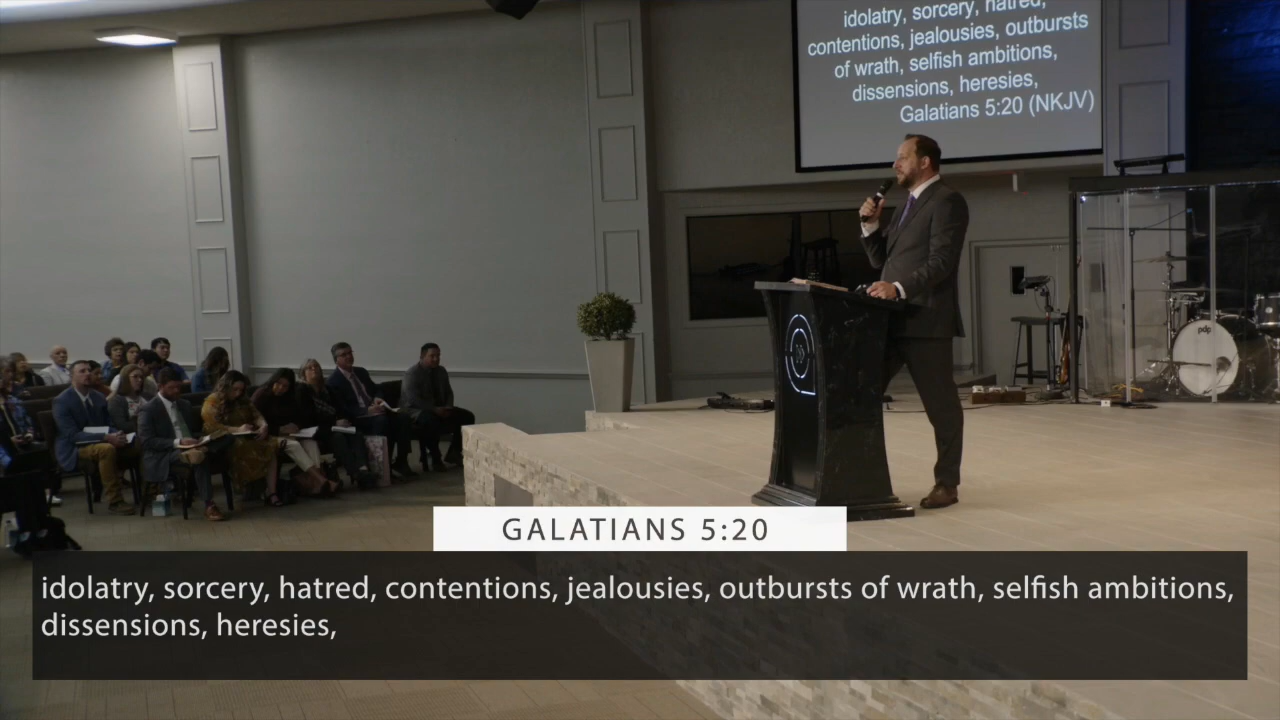 idolatry, sorcery, hatred,
contentions, jealousies, outbursts
of wrath, selfish ambitions,
dissensions, heresies,
Galatians 5:20 (NKJV)
pdp
GALATIANS 5:20
idolatry, sorcery, hatred, contentions, jealousies, outbursts of wrath, selfish ambitions,
dissensions, heresies,